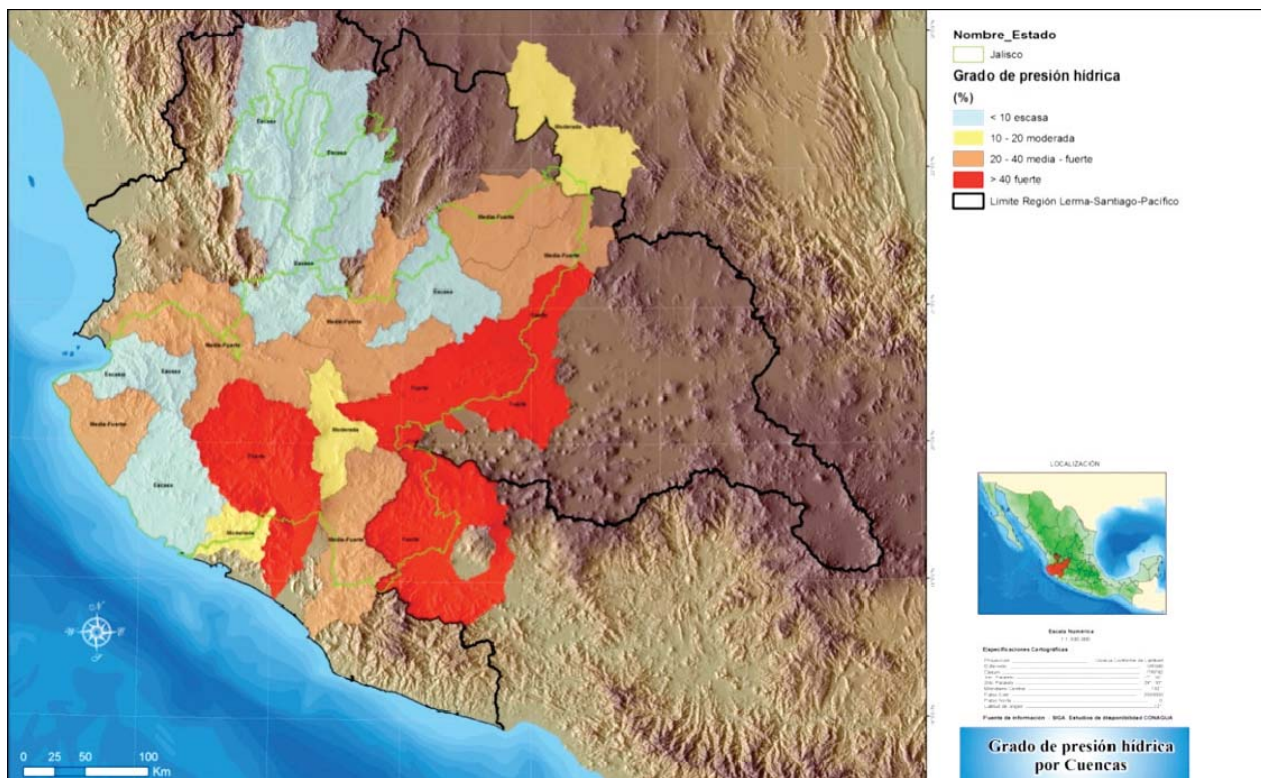 Escasa
Escasa
Moderada
Media-Fuerte
Media-Fuerte
Escasa
Escasa
Media-Fuerte
Fuerte
Media-Fuerte
Escasa
Escasa
Fuerte
Fuerte
Media-Fuerte
Moderada
Fuerte
Escasa
Moderada
Media-Fuerte
Fuerte
0 25 50 100
Km
Nombre_Estado
Jalisco
Grado de presión hídrica
(%)
< 10 escasa
10 - 20 moderada
20 - 40 media - fuerte
> 40 fuerte
Limite Región Lerma-Santiago-Pacífico
LOCALIZACIÓN
Escala Numérica
Especificaciones Cartográficas
Fuente de información SIGA Estudios de disponibilidad CONAGUA
Grado de presión hídrica
por Cuencas